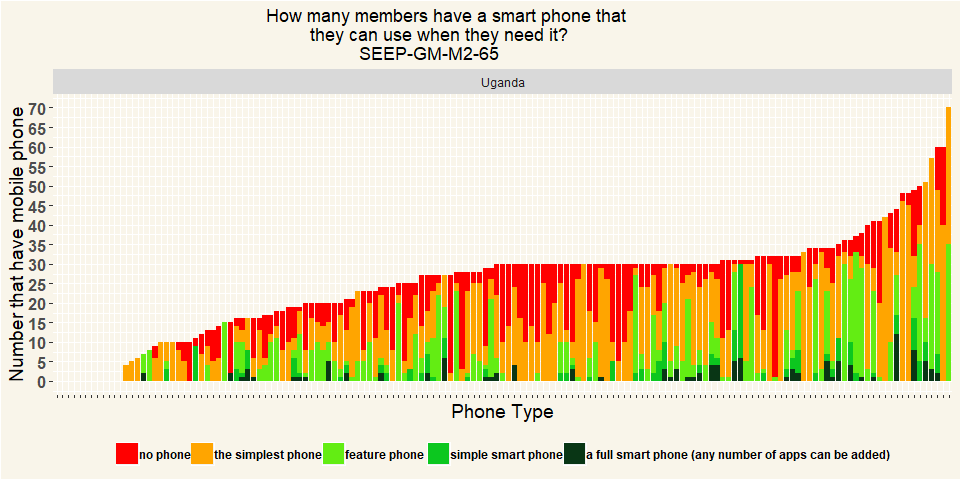 How many members have a smart phone that
they can use when they need it?
SEEP-GM-M2-65
Uganda
Number that have mobile phone
70
65
60
55
50
45
40
35
30
25
20
15
10
5
0
Phone Type
no phone the simplest phone feature phone simple smart phone a full smart phone (any number of apps can be added)